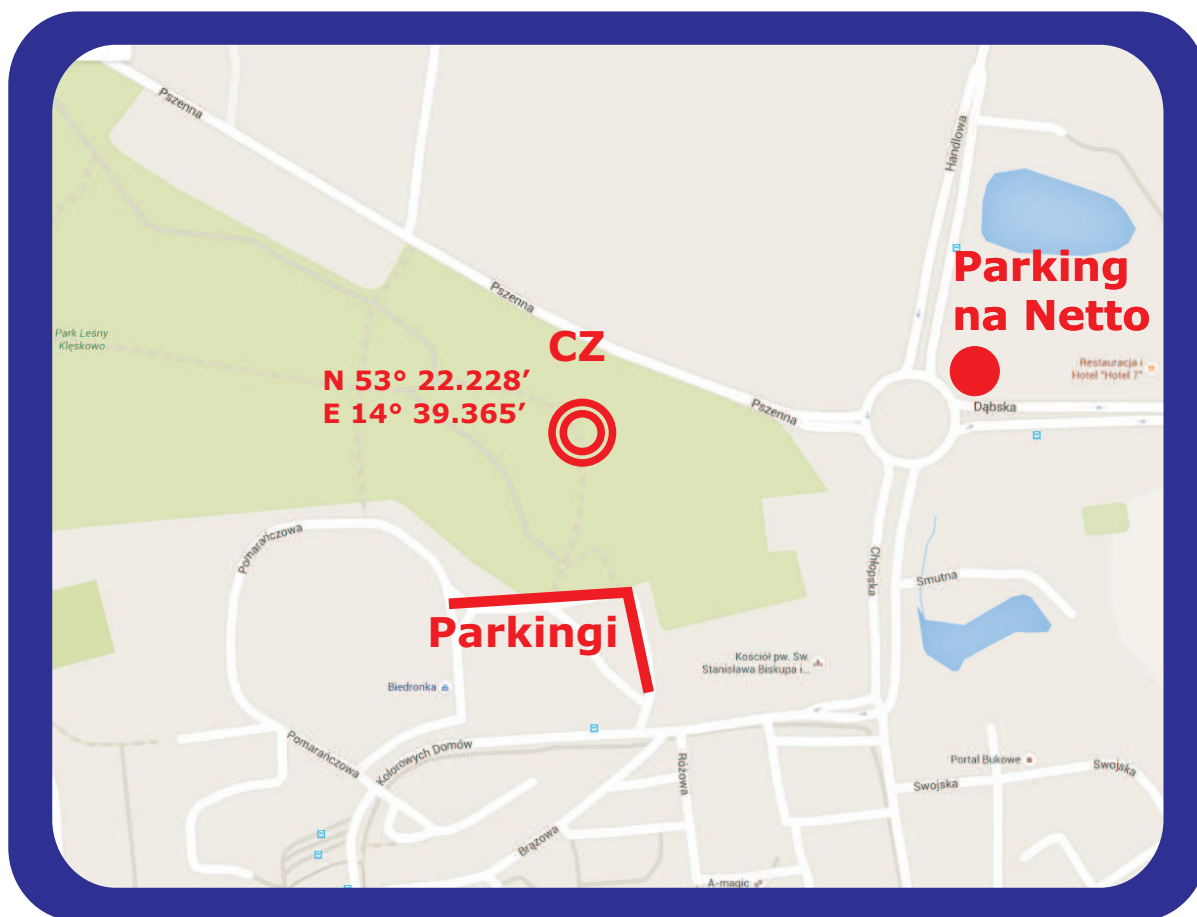 Pszenna
Handlowa
Parking
na Netto
Pszenna
Park Leśny
Klęskowo
CZ
Restauracja i
Hotel "Hotel 7"
N 53° 22.228’
E 14° 39.365’
Pszenna
Dąbska
Pomarańczowa
Pomarańczowa
Chłopska
Smutna
Parkingi
Kościół pw. Św.
Stanisława Biskupa i...
Biedronka
Pomarańczowa
Kolorowych Domów
Różowa
Portal Bukowe
Swojska
Swojska
Brązowa
A-magic